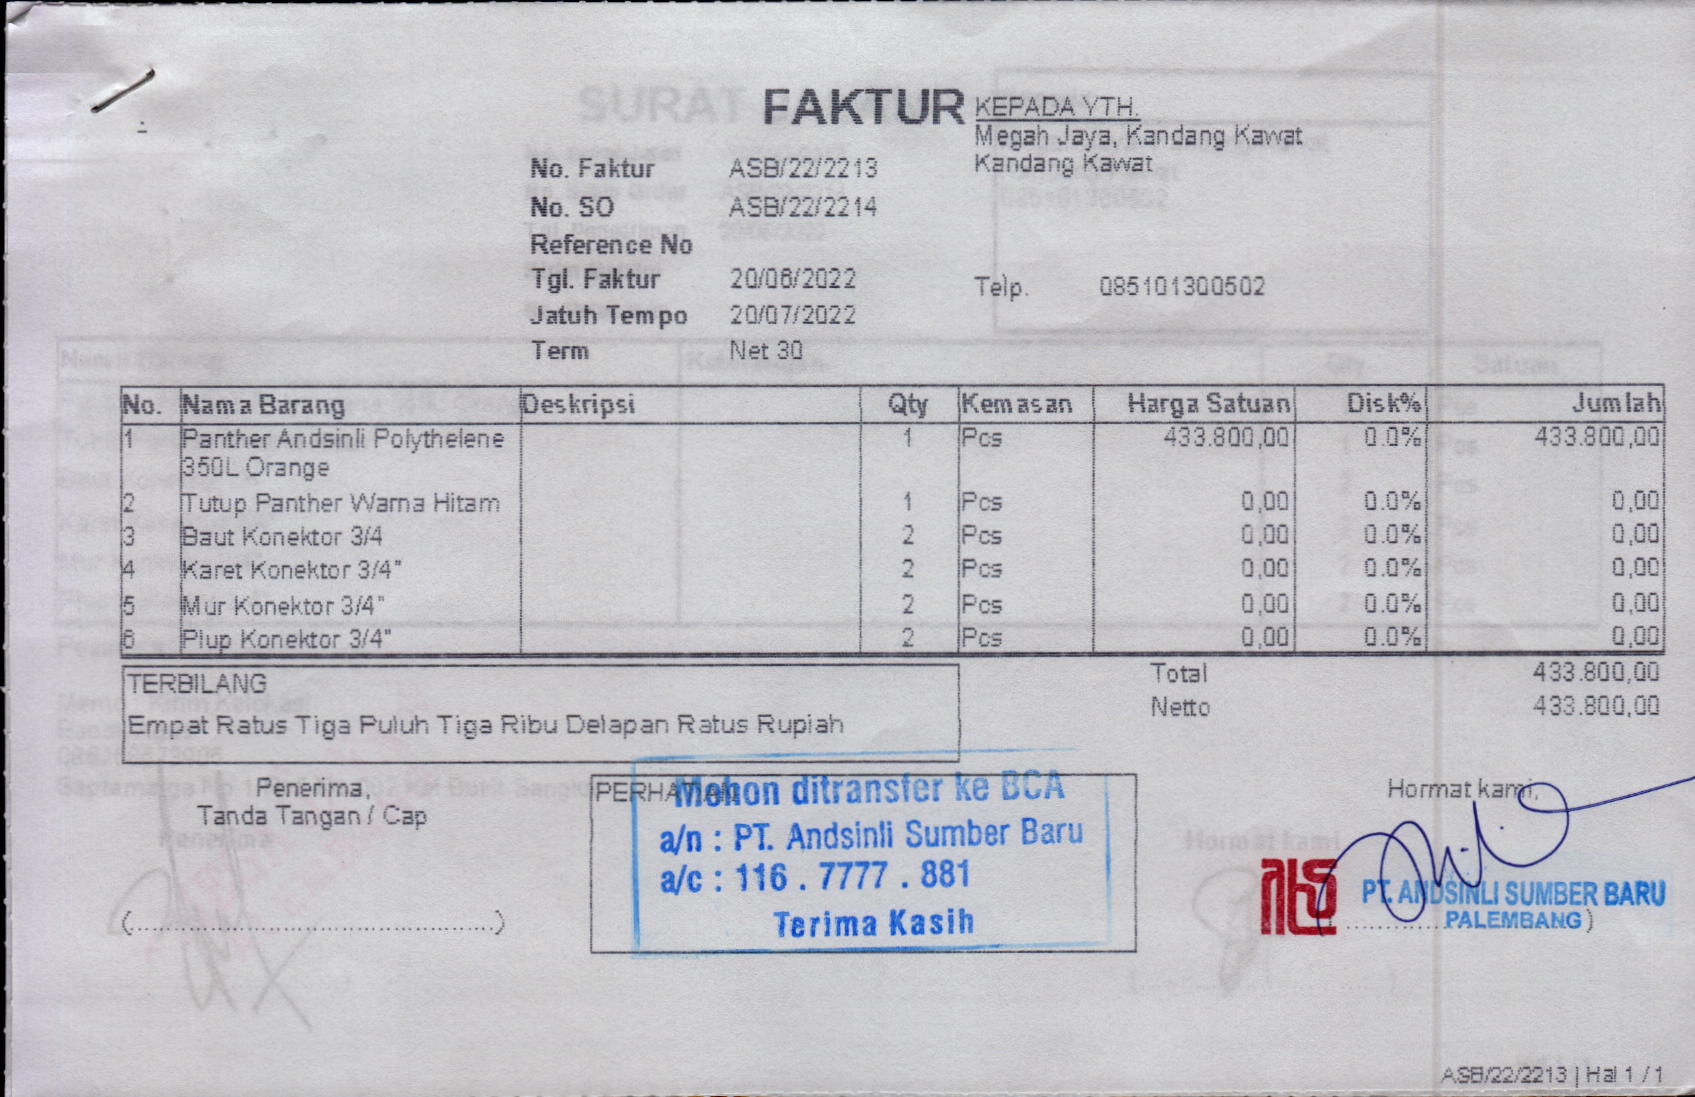 FAKTUR
KEPADA YTH.
Megah Jaya, Kandang Kawat
Kandang Kawat
No. Faktur ASB/22/2213
No. SO ASB/22/2214
Reference No
Tgl. Faktur 20/06/2022
Telp. 085101300502
Jatuh Tempo 20/07/2022
Term Net 30
No. Nama Barang Deskripsi Qty Kemasan Harga Satuan Disk% Jumlah
1 Panther Andsinli Polythelene 1 Pcs 433.800,00 0.0% 433.800,00
350L Orange
2 Tutup Panther Warna Hitam 1 Pcs 0,00 0.0% 0,00
3 Baut Konektor 3/4 2 Pcs 0,00 0.0% 0,00
4 Karet Konektor 3/4" 2 Pcs 0,00 0.0% 0,00
5 Mur Konektor 3/4" 2 Pcs 0,00 0.0% 0,00
6 Plup Konektor 3/4" 2 Pcs 0,00 0.0% 0,00
Total 433.800,00
Netto 433.800,00
TERBILANG
Empat Ratus Tiga Puluh Tiga Ribu Delapan Ratus Rupiah
Penerima,
Tanda Tangan / Cap
(..................................................)
PERHATIAN
Mohon ditransfer ke BCA
a/n : PT. Andsinli Sumber Baru
a/c : 116 . 7777 . 881
Terima Kasih
Hormat kami,
PT. ANDSINLI SUMBER BARU
PALEMBANG)
ASB/22/2213 | Hal 1 / 1